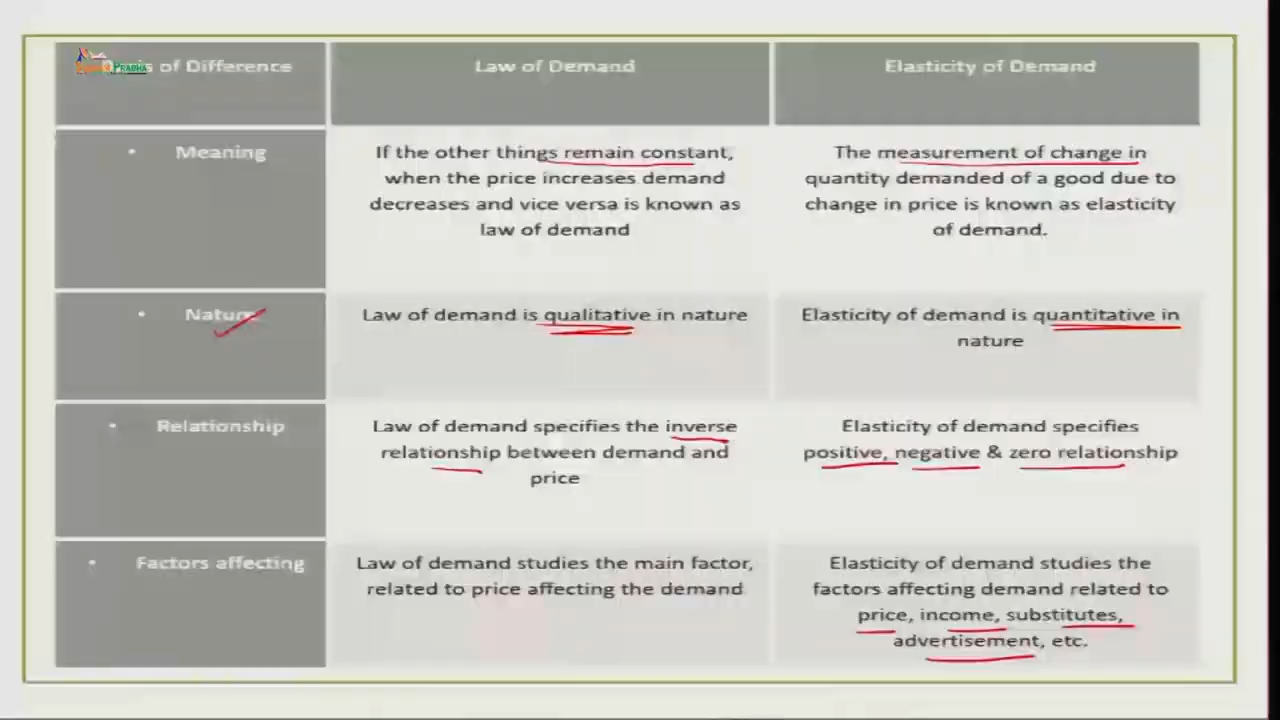 PRABHA
of Difference
Law of Demand
Elasticity of Demand
• Meaning
If the other things remain constant,
when the price increases demand
decreases and vice versa is known as
law of demand
The measurement of change in
quantity demanded of a good due to
change in price is known as elasticity
of demand.
• Nature
Law of demand is qualitative in nature
Elasticity of demand is quantitative in
nature
• Relationship
Law of demand specifies the inverse
relationship between demand and
price
Elasticity of demand specifies
positive, negative & zero relationship
• Factors affecting
Law of demand studies the main factor,
related to price affecting the demand
Elasticity of demand studies the
factors affecting demand related to
price, income, substitutes,
advertisement, etc.